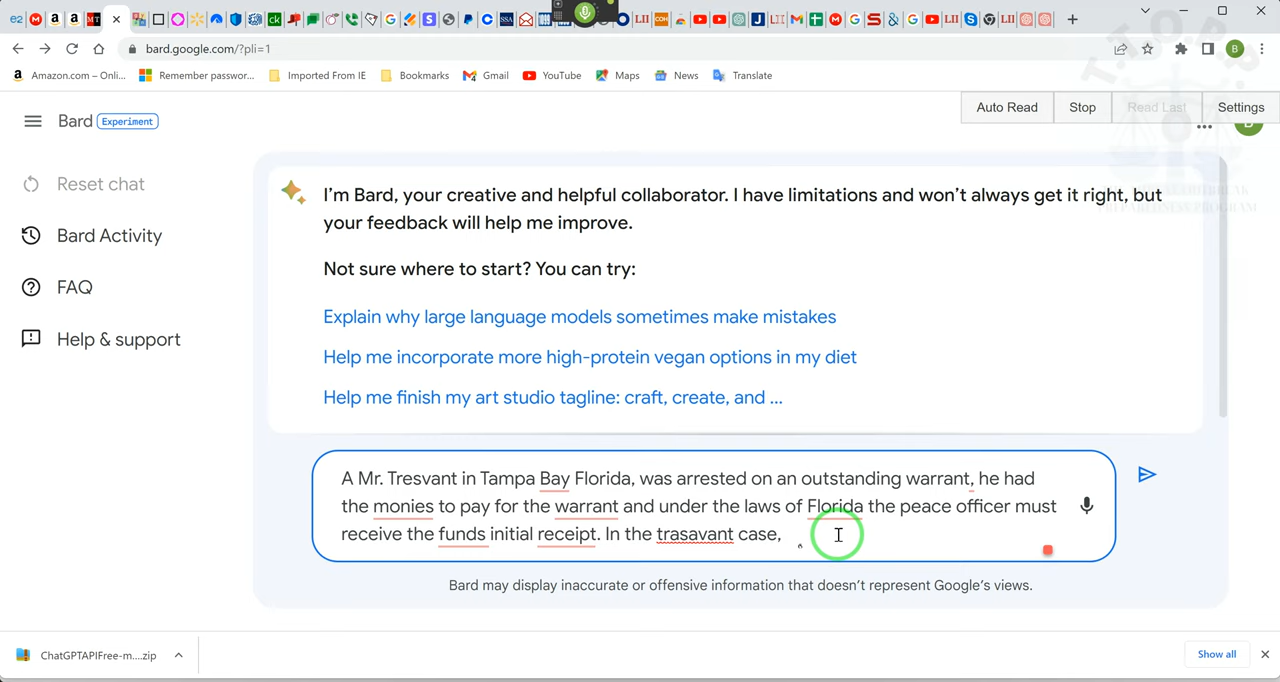 bard.google.com/?pli=1
Amazon.com – Onli...
Remember passwor...
Imported From IE
Bookmarks
Gmail
YouTube
Maps
News
Translate
Bard Experiment
Auto Read
Stop
Read Last
Settings
Reset chat
Bard Activity
FAQ
Help & support
I'm Bard, your creative and helpful collaborator. I have limitations and won't always get it right, but
your feedback will help me improve.
Not sure where to start? You can try:
Explain why large language models sometimes make mistakes
Help me incorporate more high-protein vegan options in my diet
Help me finish my art studio tagline: craft, create, and ...
A Mr. Tresvant in Tampa Bay Florida, was arrested on an outstanding warrant, he had
the monies to pay for the warrant and under the laws of Florida the peace officer must
receive the funds initial receipt. In the trasavant case,
Bard may display inaccurate or offensive information that doesn't represent Google's views.
ChatGPTAPIFree-m....zip
Show all